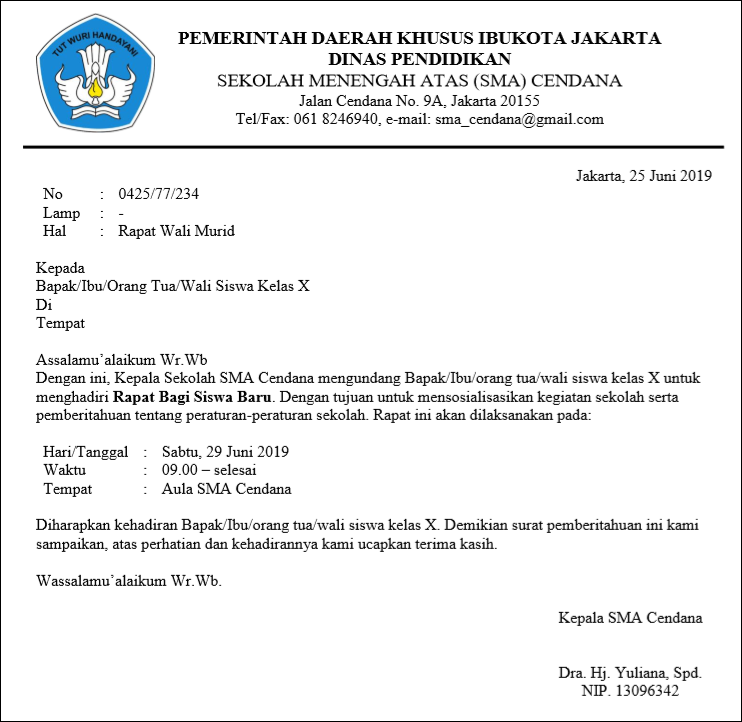 TUT WURI HANDAYANI
PEMERINTAH DAERAH KHUSUS IBUKOTA JAKARTA
DINAS PENDIDIKAN
SEKOLAH MENENGAH ATAS (SMA) CENDANA
Jalan Cendana No. 9A, Jakarta 20155
Tel/Fax: 061 8246940, e-mail: sma_cendana@gmail.com
Jakarta, 25 Juni 2019
No : 0425/77/234
Lamp : -
Hal : Rapat Wali Murid
Kepada
Bapak/Ibu/Orang Tua/Wali Siswa Kelas X
Di
Tempat
Assalamu’alaikum Wr.Wb
Dengan ini, Kepala Sekolah SMA Cendana mengundang Bapak/Ibu/orang tua/wali siswa kelas X untuk
menghadiri Rapat Bagi Siswa Baru. Dengan tujuan untuk mensosialisasikan kegiatan sekolah serta
pemberitahuan tentang peraturan-peraturan sekolah. Rapat ini akan dilaksanakan pada:
Hari/Tanggal : Sabtu, 29 Juni 2019
Waktu : 09.00 – selesai
Tempat : Aula SMA Cendana
Diharapkan kehadiran Bapak/Ibu/orang tua/wali siswa kelas X. Demikian surat pemberitahuan ini kami
sampaikan, atas perhatian dan kehadirannya kami ucapkan terima kasih.
Wassalamu’alaikum Wr.Wb.
Kepala SMA Cendana
Dra. Hj. Yuliana, Spd.
NIP. 13096342